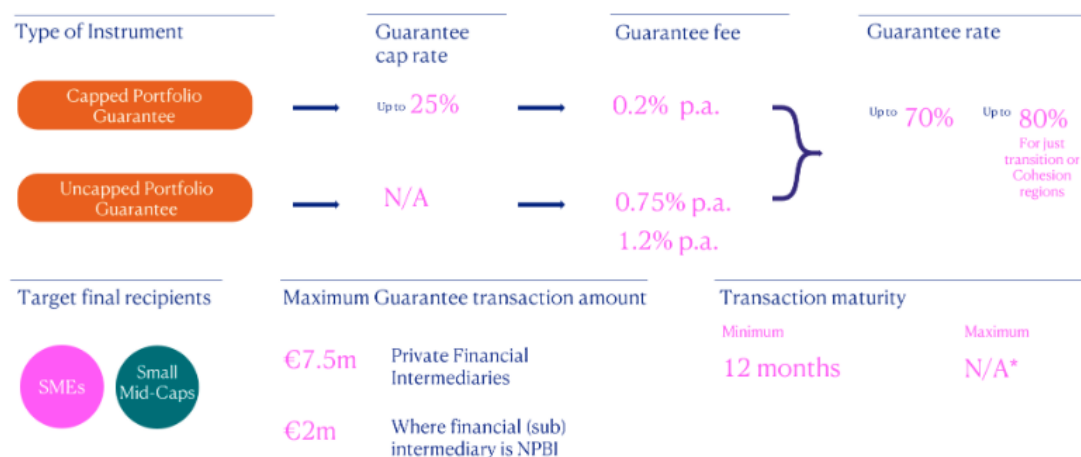 Type of Instrument
Guarantee
cap rate
Guarantee fee
Guarantee rate
Capped Portfolio
Guarantee
Up to 25%
0.2% p.a.
Up to 70%
Up to 80%
For just
transition or
Cohesion
regions
Uncapped Portfolio
Guarantee
N/A
0.75% p.a.
1.2% p.a.
Target final recipients
Maximum Guarantee transaction amount
Transaction maturity
SMEs
Small
Mid-Caps
€7.5m
Private Financial
Intermediaries
€2m
Where financial (sub)
intermediary is NPBI
Minimum
12 months
Maximum
N/A*